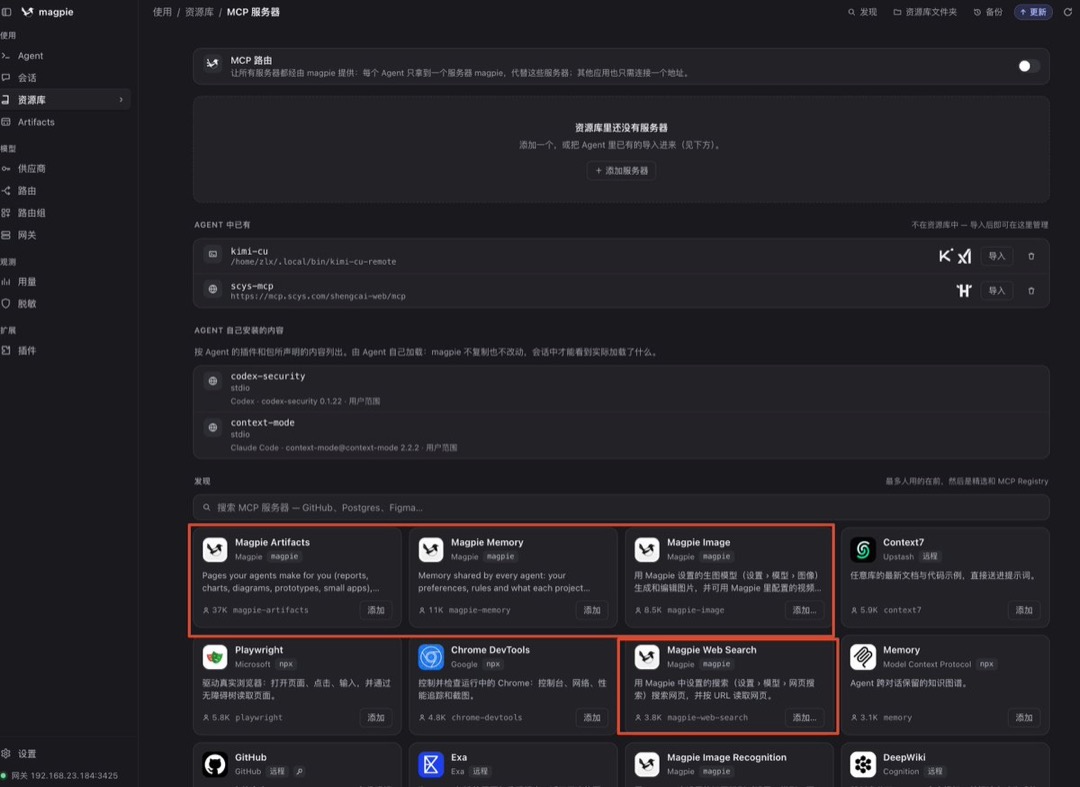 magpie
使用 / 资源库 / MCP 服务器
发现 资源库文件夹 备份 更新
使用
Agent
会话
资源库
Artifacts
模型
供应商
路由
路由组
网关
观测
用量
脱敏
扩展
插件
设置
网关 192.168.23.184:3425
MCP 路由
让所有服务器都经由 magpie 提供：每个 Agent 只拿到一个服务器 magpie，代替这些服务器；其他应用也只需连接一个地址。
资源库里还没有服务器
添加一个，或把 Agent 里已有的导入进来（见下方）。
+ 添加服务器
AGENT 中已有 不在资源库中 — 导入后即可在这里管理
kimi-cu
/home/zlx/.local/bin/kimi-cu-remote
导入
scys-mcp
https://mcp.scys.com/shengcai-web/mcp
导入
AGENT 自己安装的内容
按 Agent 的插件和包所声明的内容列出。由 Agent 自己加载：magpie 不复制也不改动，会话中才能看到实际加载了什么。
codex-security
stdio
Codex · codex-security 0.1.22 · 用户范围
context-mode
stdio
Claude Code · context-mode@context-mode 2.2.2 · 用户范围
发现 最多人用的在前，然后是精选和 MCP Registry
搜索 MCP 服务器 — GitHub、Postgres、Figma...
Magpie Artifacts
Magpie magpie
Pages your agents make for you (reports,
charts, diagrams, prototypes, small apps),...
37K magpie-artifacts 添加
Magpie Memory
Magpie magpie
Memory shared by every agent: your
preferences, rules and what each project...
11K magpie-memory 添加
Magpie Image
Magpie magpie
用 Magpie 设置的生图模型（设置 › 模型 › 图像）
生成和编辑图片，并可用 Magpie 里配置的视频...
8.5K magpie-image 添加...
Context7
Upstash 远程
任意库的最新文档与代码示例，直接送进提示词。
5.9K context7 添加
Playwright
Microsoft npx
驱动真实浏览器：打开页面、点击、输入，并通过
无障碍树读取页面。
5.8K playwright 添加
Chrome DevTools
Google npx
控制并检查运行中的 Chrome：控制台、网络、性
能追踪和截图。
4.8K chrome-devtools 添加
Magpie Web Search
Magpie magpie
用 Magpie 中设置的搜索（设置 › 模型 › 网页搜
索）搜索网页，并按 URL 读取网页。
3.8K magpie-web-search 添加...
Memory
Model Context Protocol npx
Agent 跨对话保留的知识图谱。
3.1K memory 添加
GitHub
GitHub 远程
Exa
Exa 远程
Magpie Image Recognition
Magpie magpie
DeepWiki
Cognition 远程